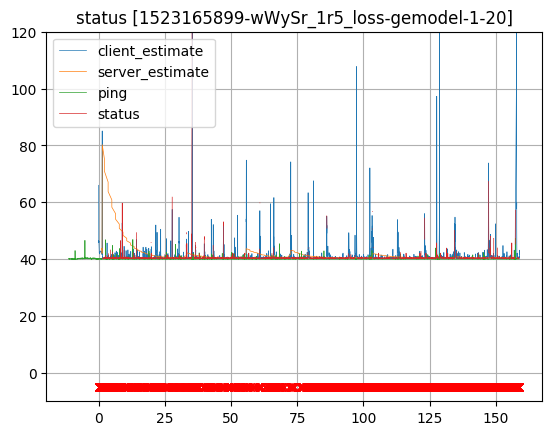 status [1523165899-wWySr_1r5_loss-gemodel-1-20]
client_estimate
server_estimate
ping
status
120
100
80
60
40
20
0
0 25 50 75 100 125 150